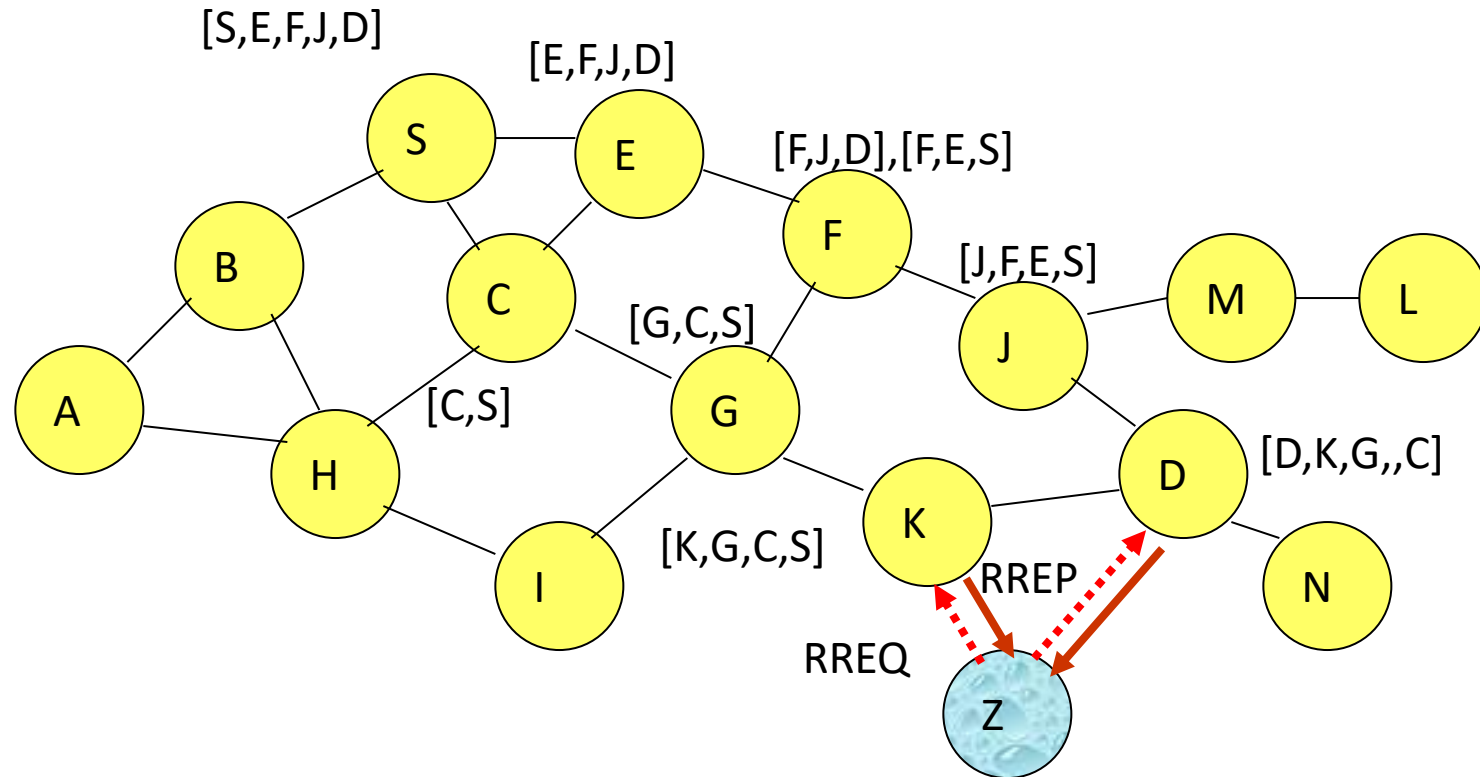 [S,E,F,J,D]
[E,F,J,D]
S
E
[F,J,D],[F,E,S]
F
B
[J,F,E,S]
C
M
L
[G,C,S]
J
A
[C,S]
G
H
D
[D,K,G,,C]
K
[K,G,C,S]
I
RREP
N
RREQ
Z